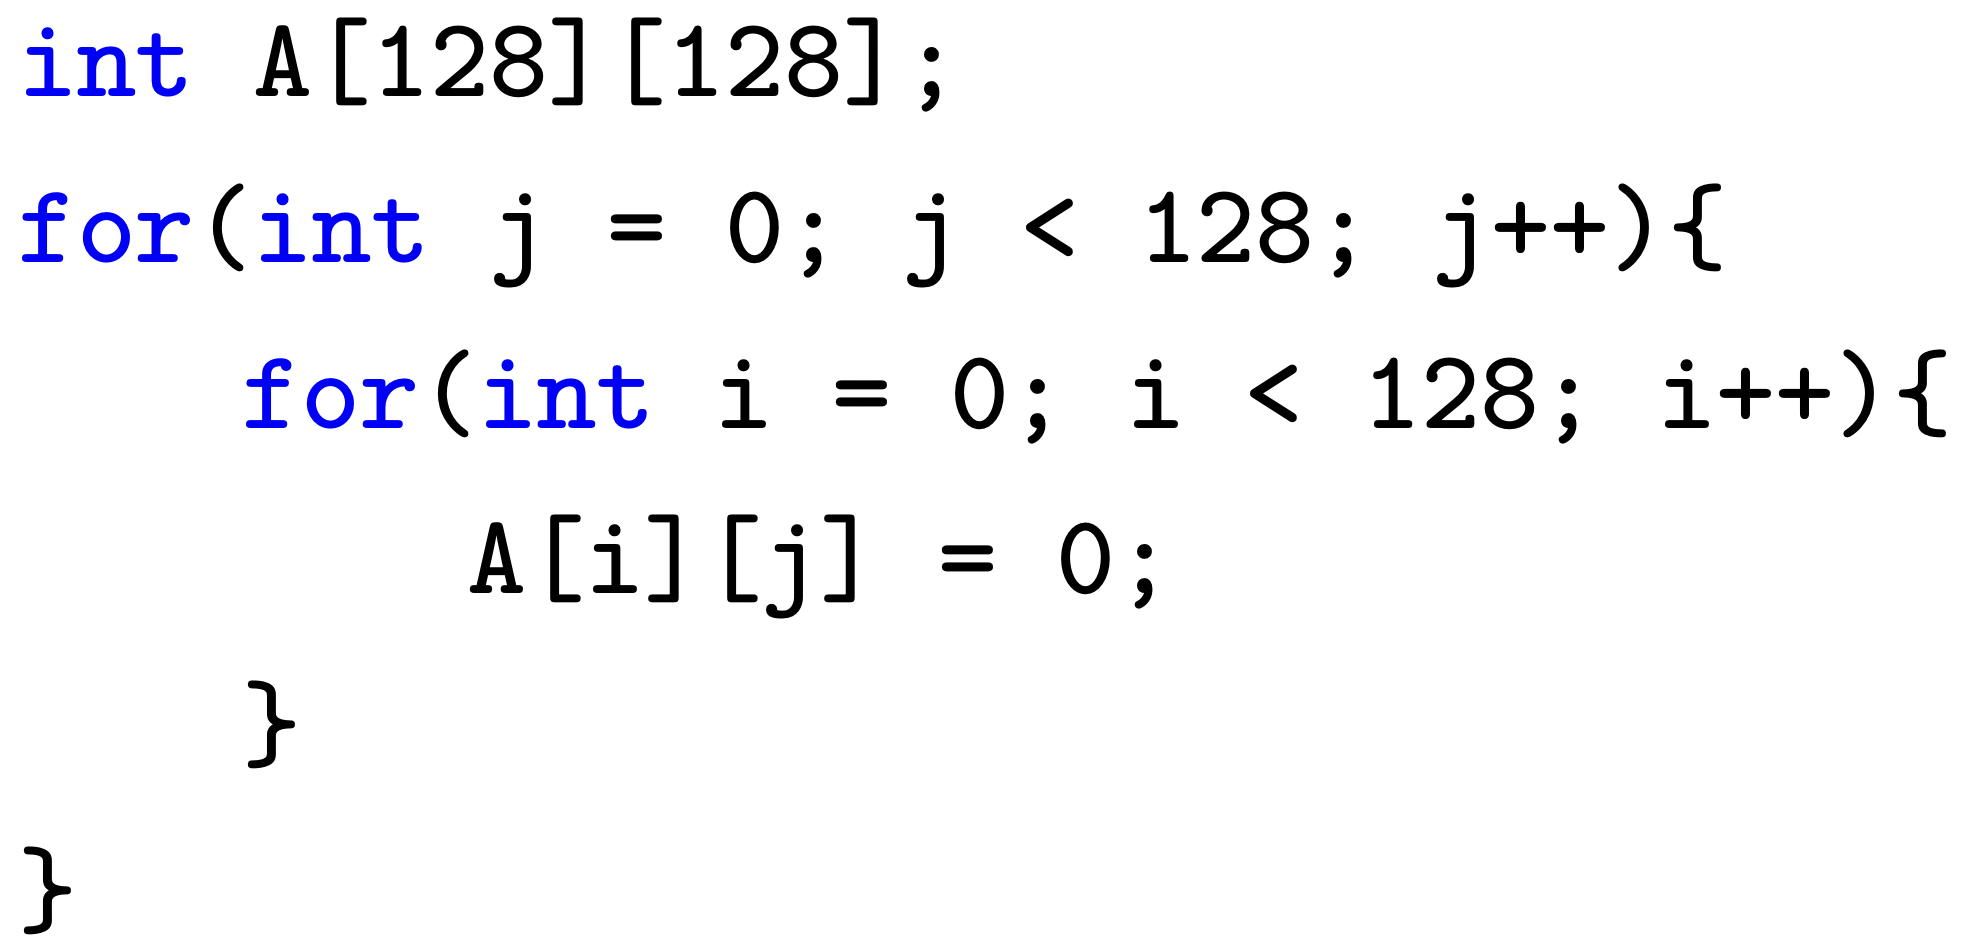 int A[128][128];
for(int j = 0; j < 128; j++){
    for(int i = 0; i < 128; i++){
        A[i][j] = 0;
    }
}